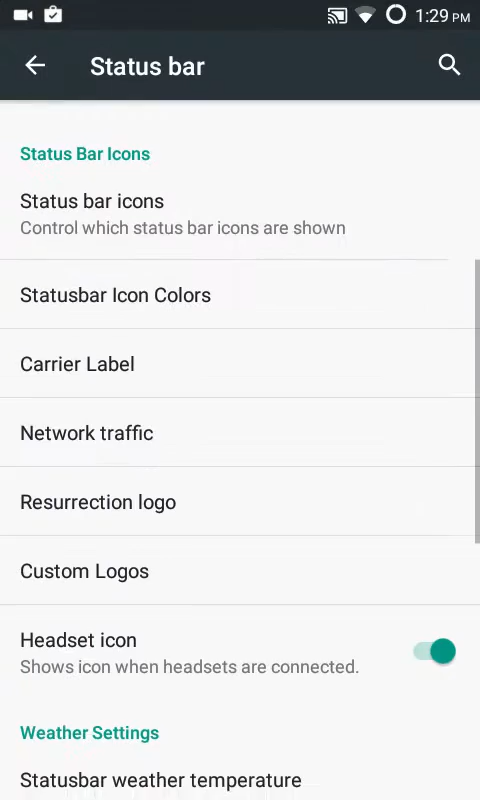 1:29 PM
Status bar
Status Bar Icons
Status bar icons
Control which status bar icons are shown
Statusbar Icon Colors
Carrier Label
Network traffic
Resurrection logo
Custom Logos
Headset icon
Shows icon when headsets are connected.
Weather Settings
Statusbar weather temperature